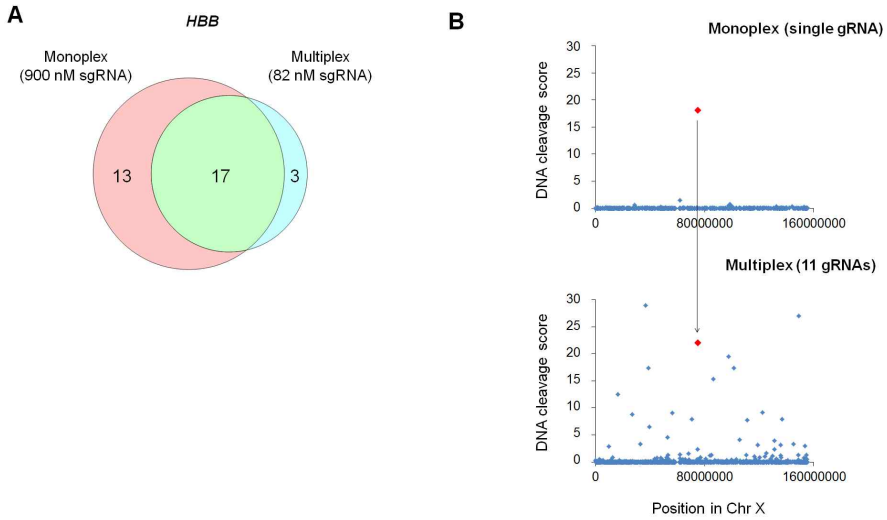 A
HBB
Monoplex
(900 nM sgRNA)
Multiplex
(82 nM sgRNA)
13
17
3
B
Monoplex (single gRNA)
DNA cleavage score
30
25
20
15
10
5
0
0
80000000
160000000
Multiplex (11 gRNAs)
DNA cleavage score
30
25
20
15
10
5
0
0
80000000
160000000
Position in Chr X